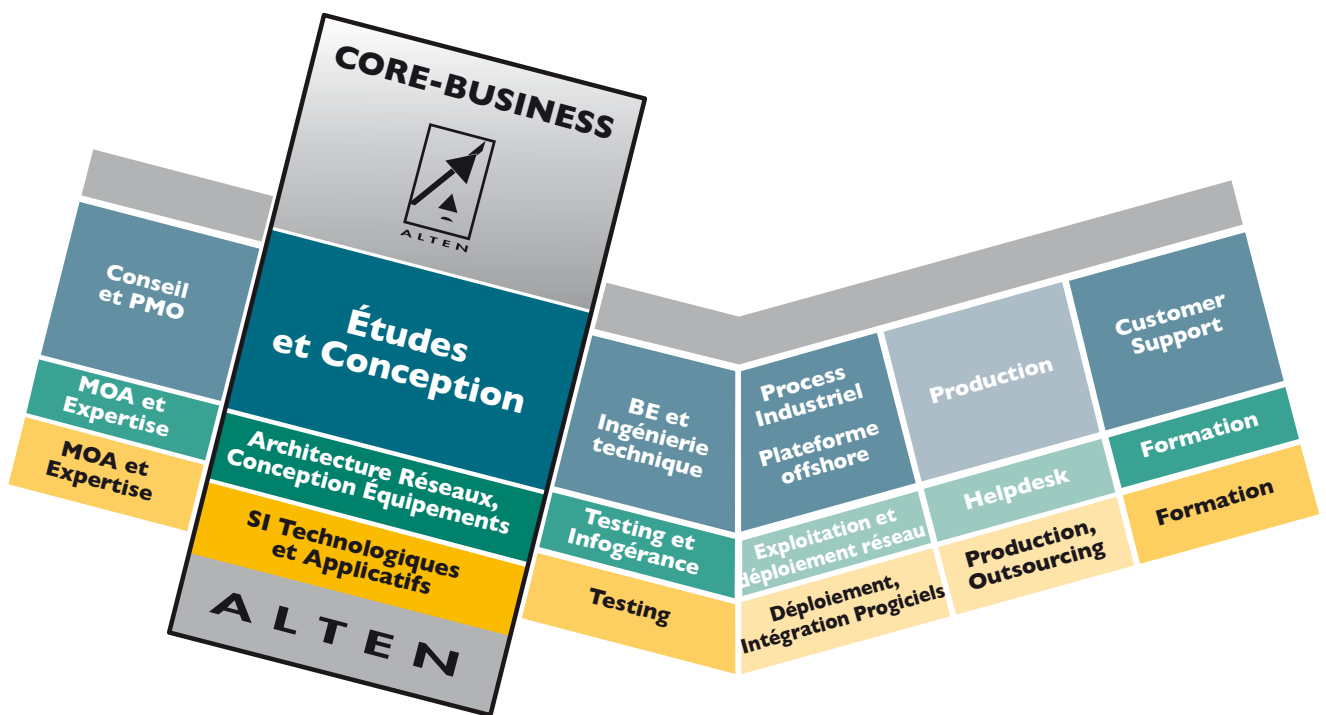 CORE-BUSINESS
ALTEN
Conseil
et PMO
MOA et
Expertise
MOA et
Expertise
Études
et Conception
Architecture Réseaux,
Conception Équipements
SI Technologiques
et Applicatifs
ALTEN
BE et
Ingénierie
technique
Testing et
Infogérance
Testing
Process
Industriel
Plateforme
offshore
Exploitation et
déploiement réseau
Déploiement,
Intégration Progiciels
Production
Helpdesk
Production,
Outsourcing
Customer
Support
Formation
Formation